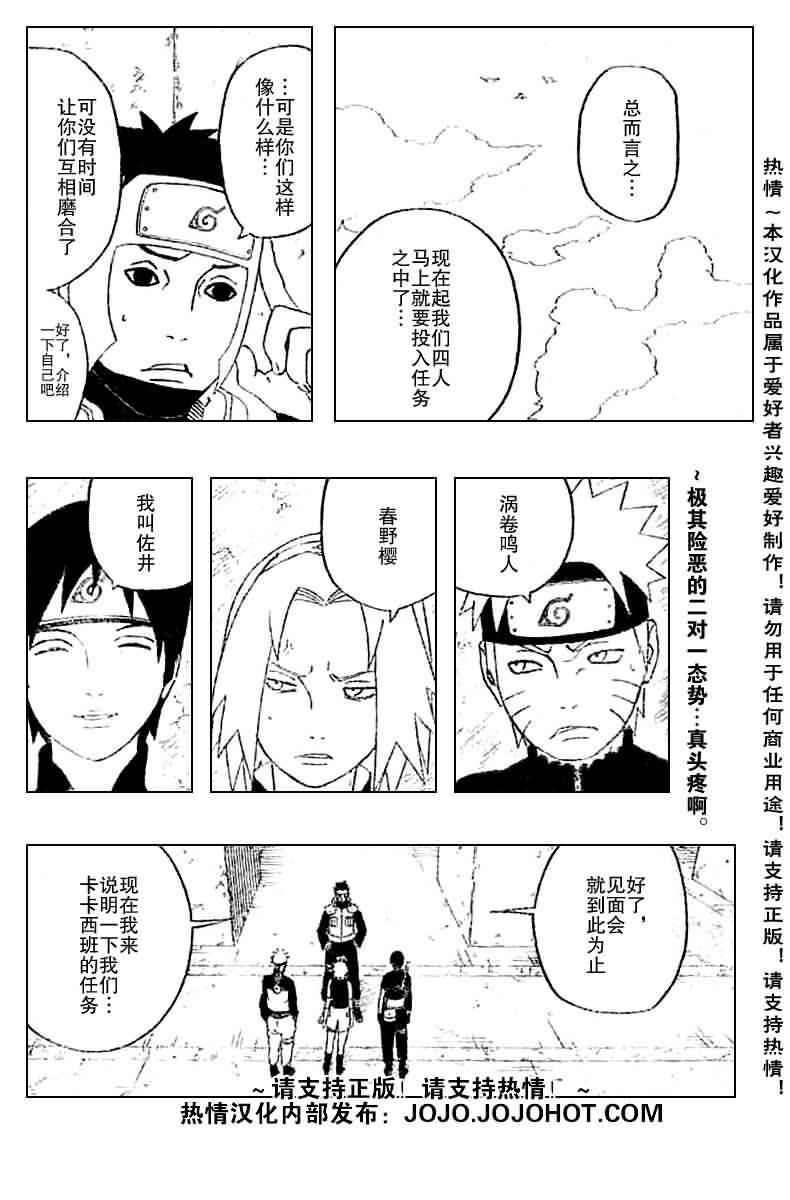 总而言之…
现在起我们四人
马上就要投入任务
之中了…
…可是你们这样
像什么样…
可没有时间
让你们互相磨合了
好了，介绍
一下自己吧
涡卷鸣人
春野樱
我叫佐井
~极其险恶的二对一态势…真头疼啊。
好了，
见面会
就到此为止
现在我来
说明一下我们…
卡卡西班的任务
热情~本汉化作品属于爱好者兴趣爱好制作！请勿用于任何商业用途！请支持正版！请支持热情！
~请支持正版！请支持热情！~
热情汉化内部发布：JOJO.JOJOHOT.COM